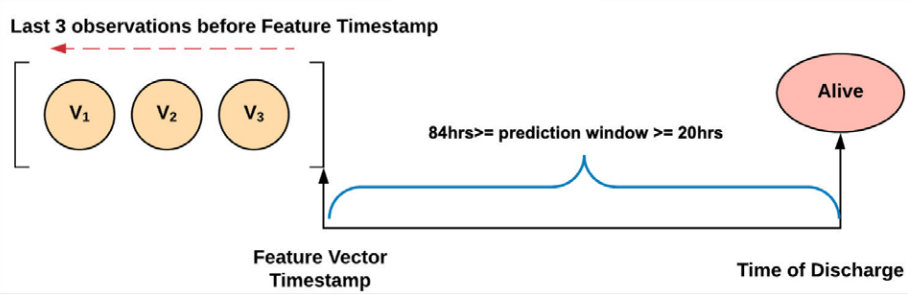 Last 3 observations before Feature Timestamp
V1 V2 V3
Alive
84hrs>= prediction window >= 20hrs
Feature Vector
Timestamp
Time of Discharge